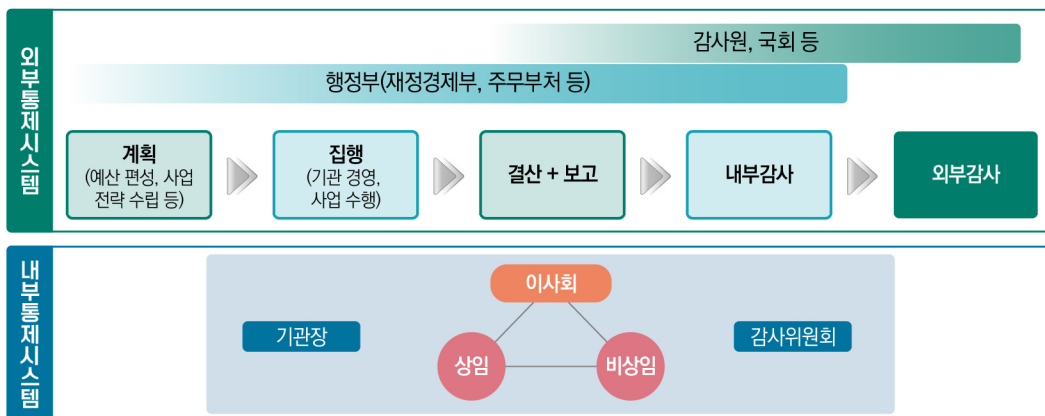 외부통제시스템
감사원, 국회 등
행정부(재정경제부, 주무부처 등)
계획
(예산 편성, 사업
전략 수립 등)
집행
(기관 경영,
사업 수행)
결산 + 보고
내부감사
외부감사
내부통제시스템
이사회
기관장
감사위원회
상임
비상임